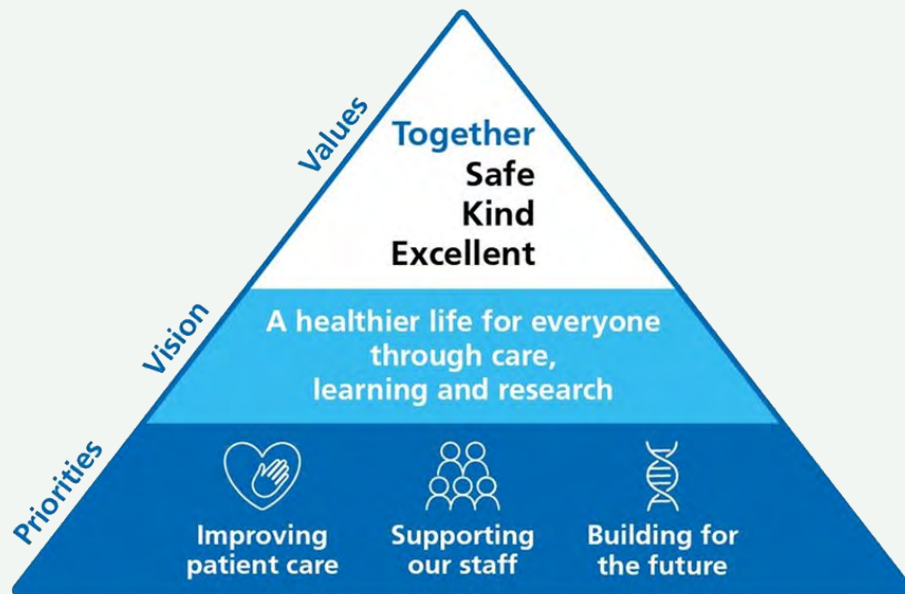 Values
Together
Safe
Kind
Excellent
Vision
A healthier life for everyone
through care,
learning and research
Priorities
Improving
patient care
Supporting
our staff
Building for
the future